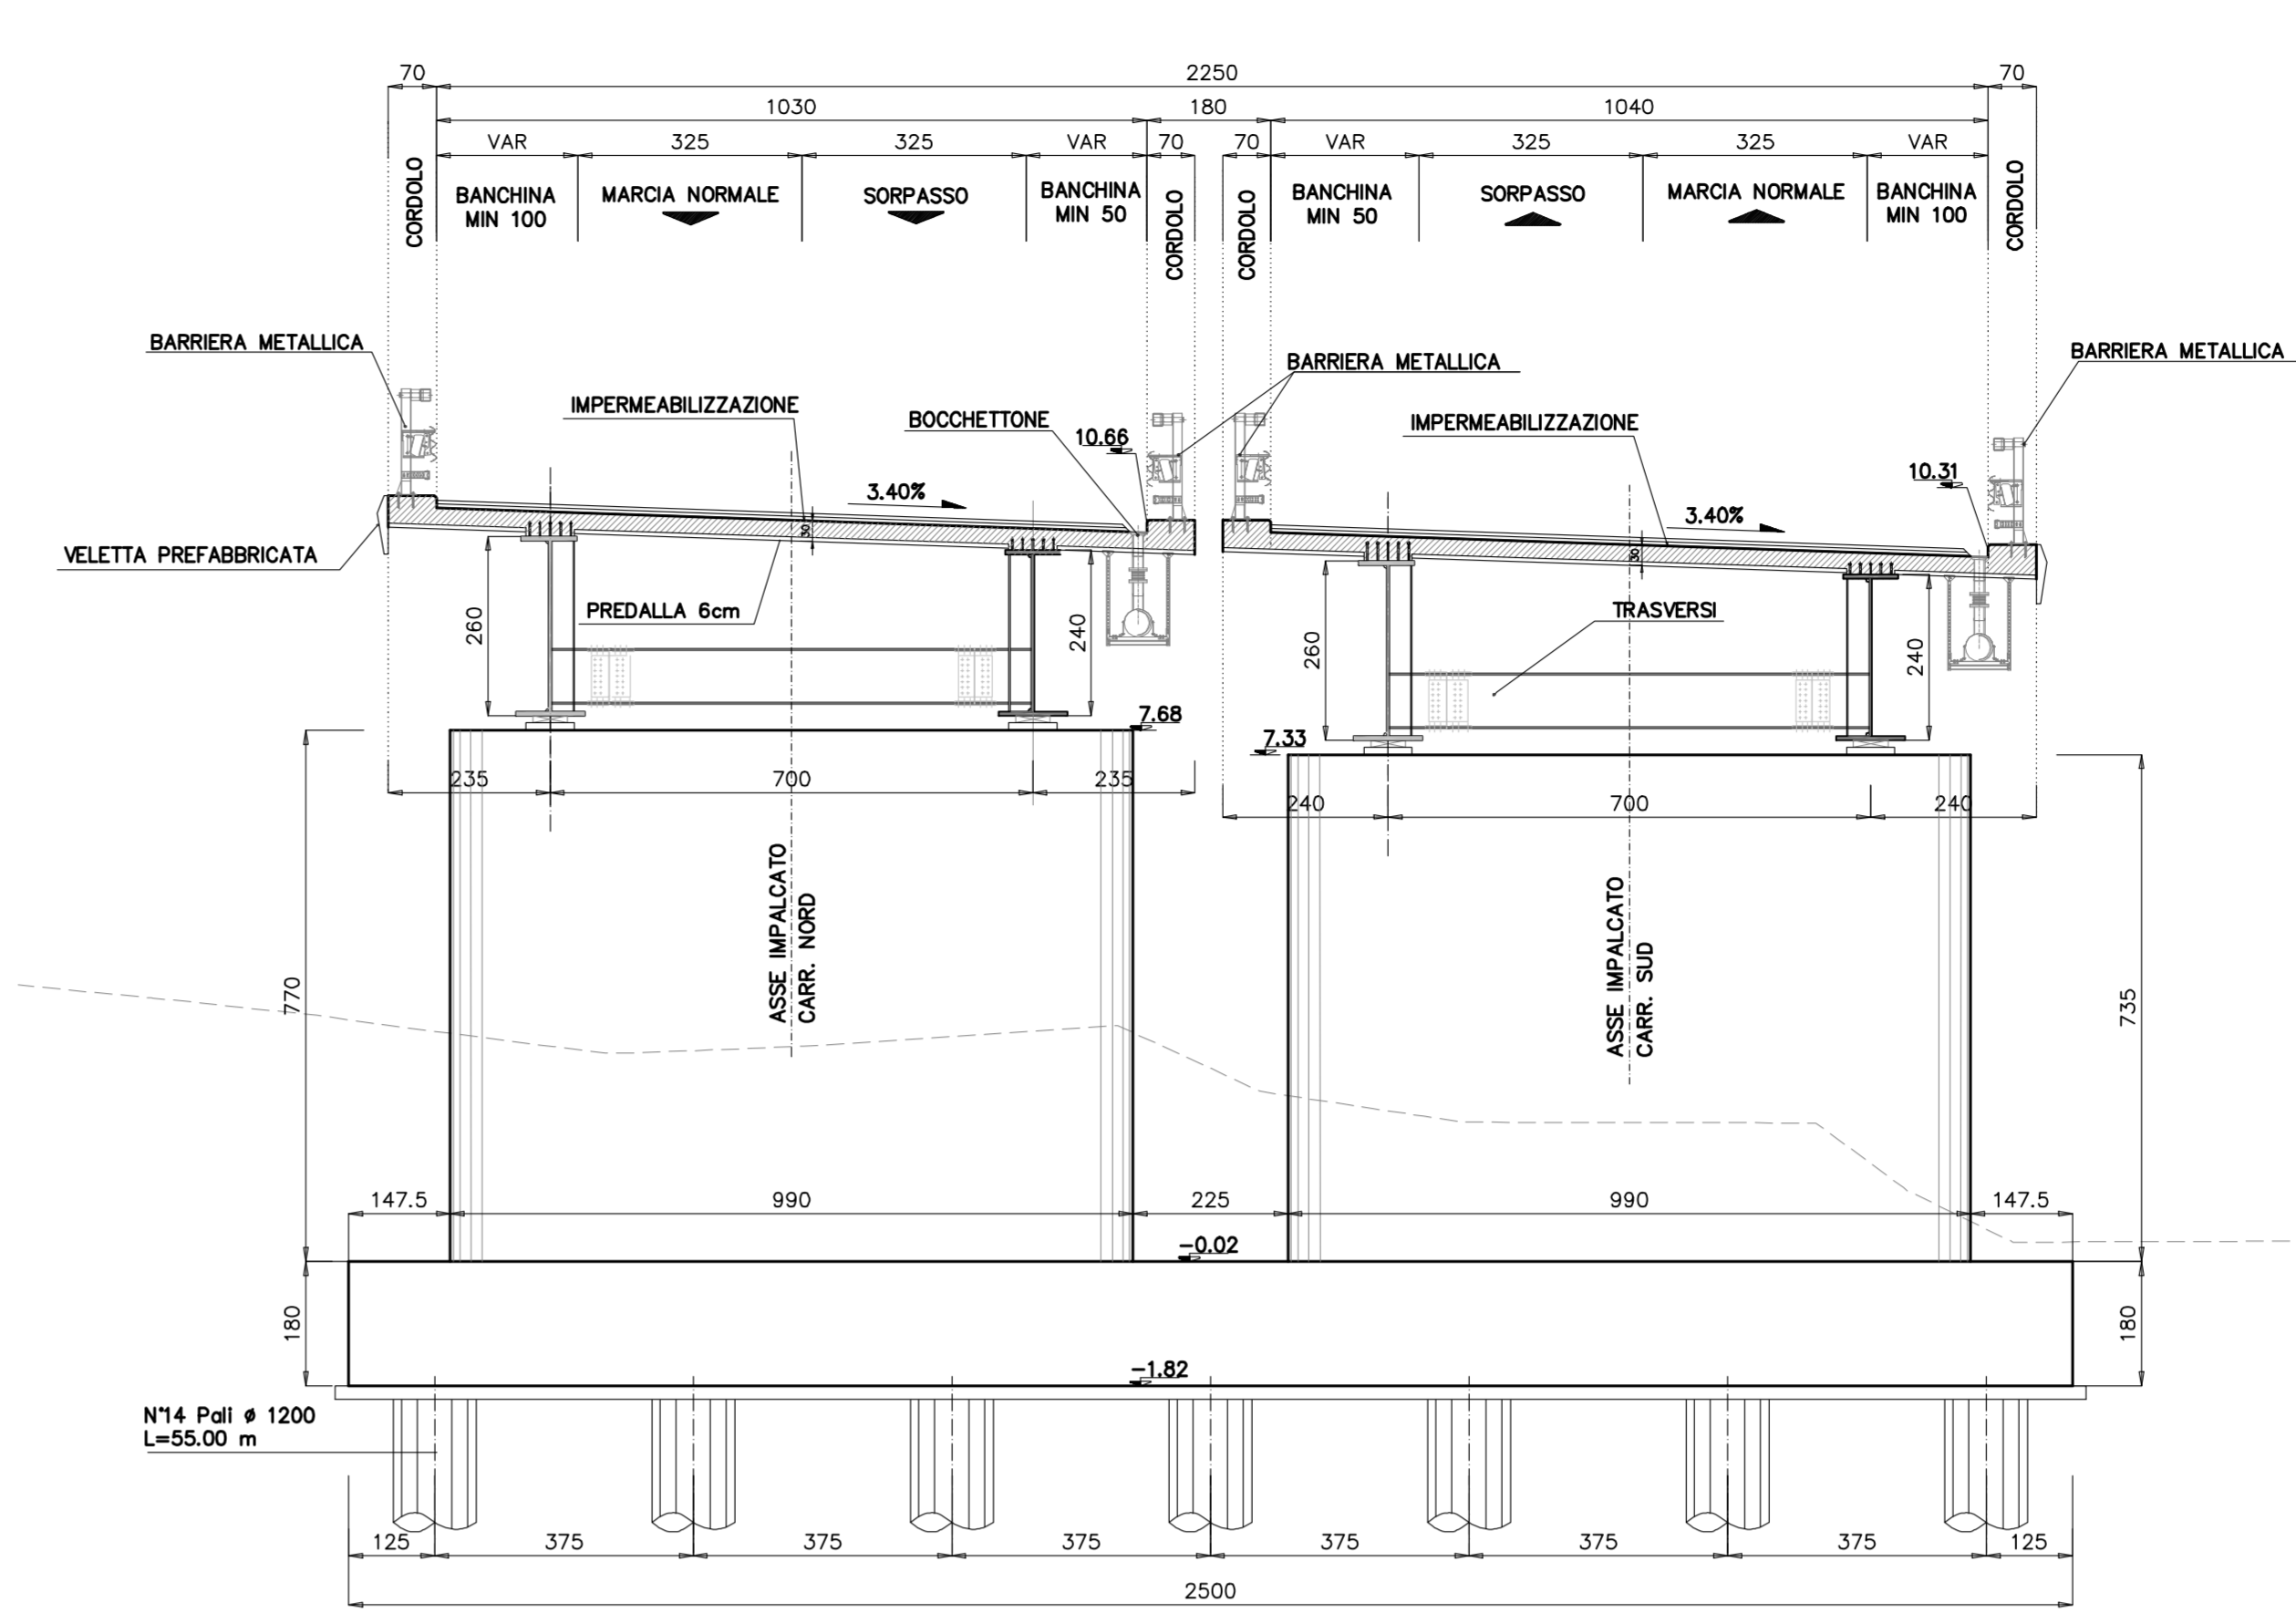 70
2250
70
1030
180
1040
VAR
325
325
VAR
70
70
VAR
325
325
VAR
CORDOLO
BANCHINA
MIN 100
MARCIA NORMALE
SORPASSO
BANCHINA
MIN 50
CORDOLO
CORDOLO
BANCHINA
MIN 50
SORPASSO
MARCIA NORMALE
BANCHINA
MIN 100
CORDOLO
BARRIERA METALLICA
BARRIERA METALLICA
BARRIERA METALLICA
IMPERMEABILIZZAZIONE
BOCCHETTONE
IMPERMEABILIZZAZIONE
10.66
10.31
3.40%
3.40%
30
30
VELETTA PREFABBRICATA
PREDALLA 6cm
TRASVERSI
260
240
260
240
7.68
7.33
235
700
235
240
700
240
ASSE IMPALCATO
CARR. NORD
ASSE IMPALCATO
CARR. SUD
770
735
147.5
990
225
990
147.5
-0.02
180
180
-1.82
N°14 Pali ø 1200
L=55.00 m
125
375
375
375
375
375
375
125
2500